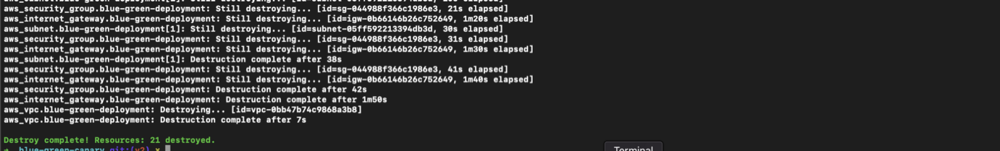 aws_security_group.blue-green-deployment: Still destroying... [id=sg-044988f366c1986e3, 21s elapsed]
aws_internet_gateway.blue-green-deployment: Still destroying... [id=igw-0b66146b26c752649, 1m20s elapsed]
aws_subnet.blue-green-deployment[1]: Still destroying... [id=subnet-05ff592213394db3d, 30s elapsed]
aws_security_group.blue-green-deployment: Still destroying... [id=sg-044988f366c1986e3, 31s elapsed]
aws_internet_gateway.blue-green-deployment: Still destroying... [id=igw-0b66146b26c752649, 1m30s elapsed]
aws_subnet.blue-green-deployment[1]: Destruction complete after 38s
aws_security_group.blue-green-deployment: Still destroying... [id=sg-044988f366c1986e3, 41s elapsed]
aws_internet_gateway.blue-green-deployment: Still destroying... [id=igw-0b66146b26c752649, 1m40s elapsed]
aws_security_group.blue-green-deployment: Destruction complete after 42s
aws_internet_gateway.blue-green-deployment: Destruction complete after 1m50s
aws_vpc.blue-green-deployment: Destroying... [id=vpc-0bb47b74c9868a3b8]
aws_vpc.blue-green-deployment: Destruction complete after 7s
Destroy complete! Resources: 21 destroyed.
→ blue-green-canary git:(v2) ×
Terminal